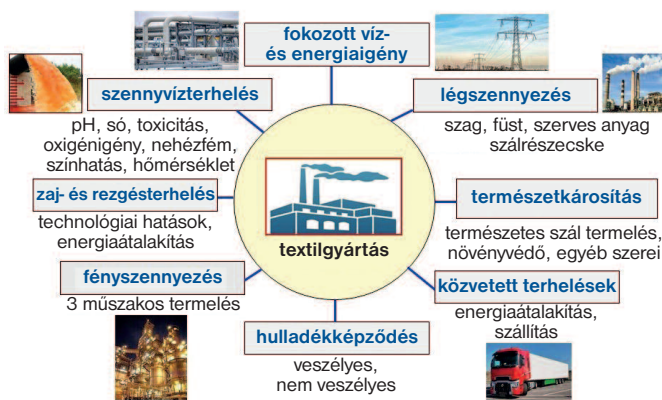 fokozott víz-
és energiaigény
szennyvízterhelés
pH, só, toxicitás,
oxigénigény, nehézfém,
színhatás, hőmérséklet
légszennyezés
szag, füst, szerves anyag
szálrészecske
zaj- és rezgésterhelés
technológiai hatások,
energiaátalakítás
textilgyártás
természetkárosítás
természetes szál termelés,
növényvédő, egyéb szerei
fényszennyezés
3 műszakos termelés
közvetett terhelések
energiaátalakítás,
szállítás
hulladékképződés
veszélyes,
nem veszélyes